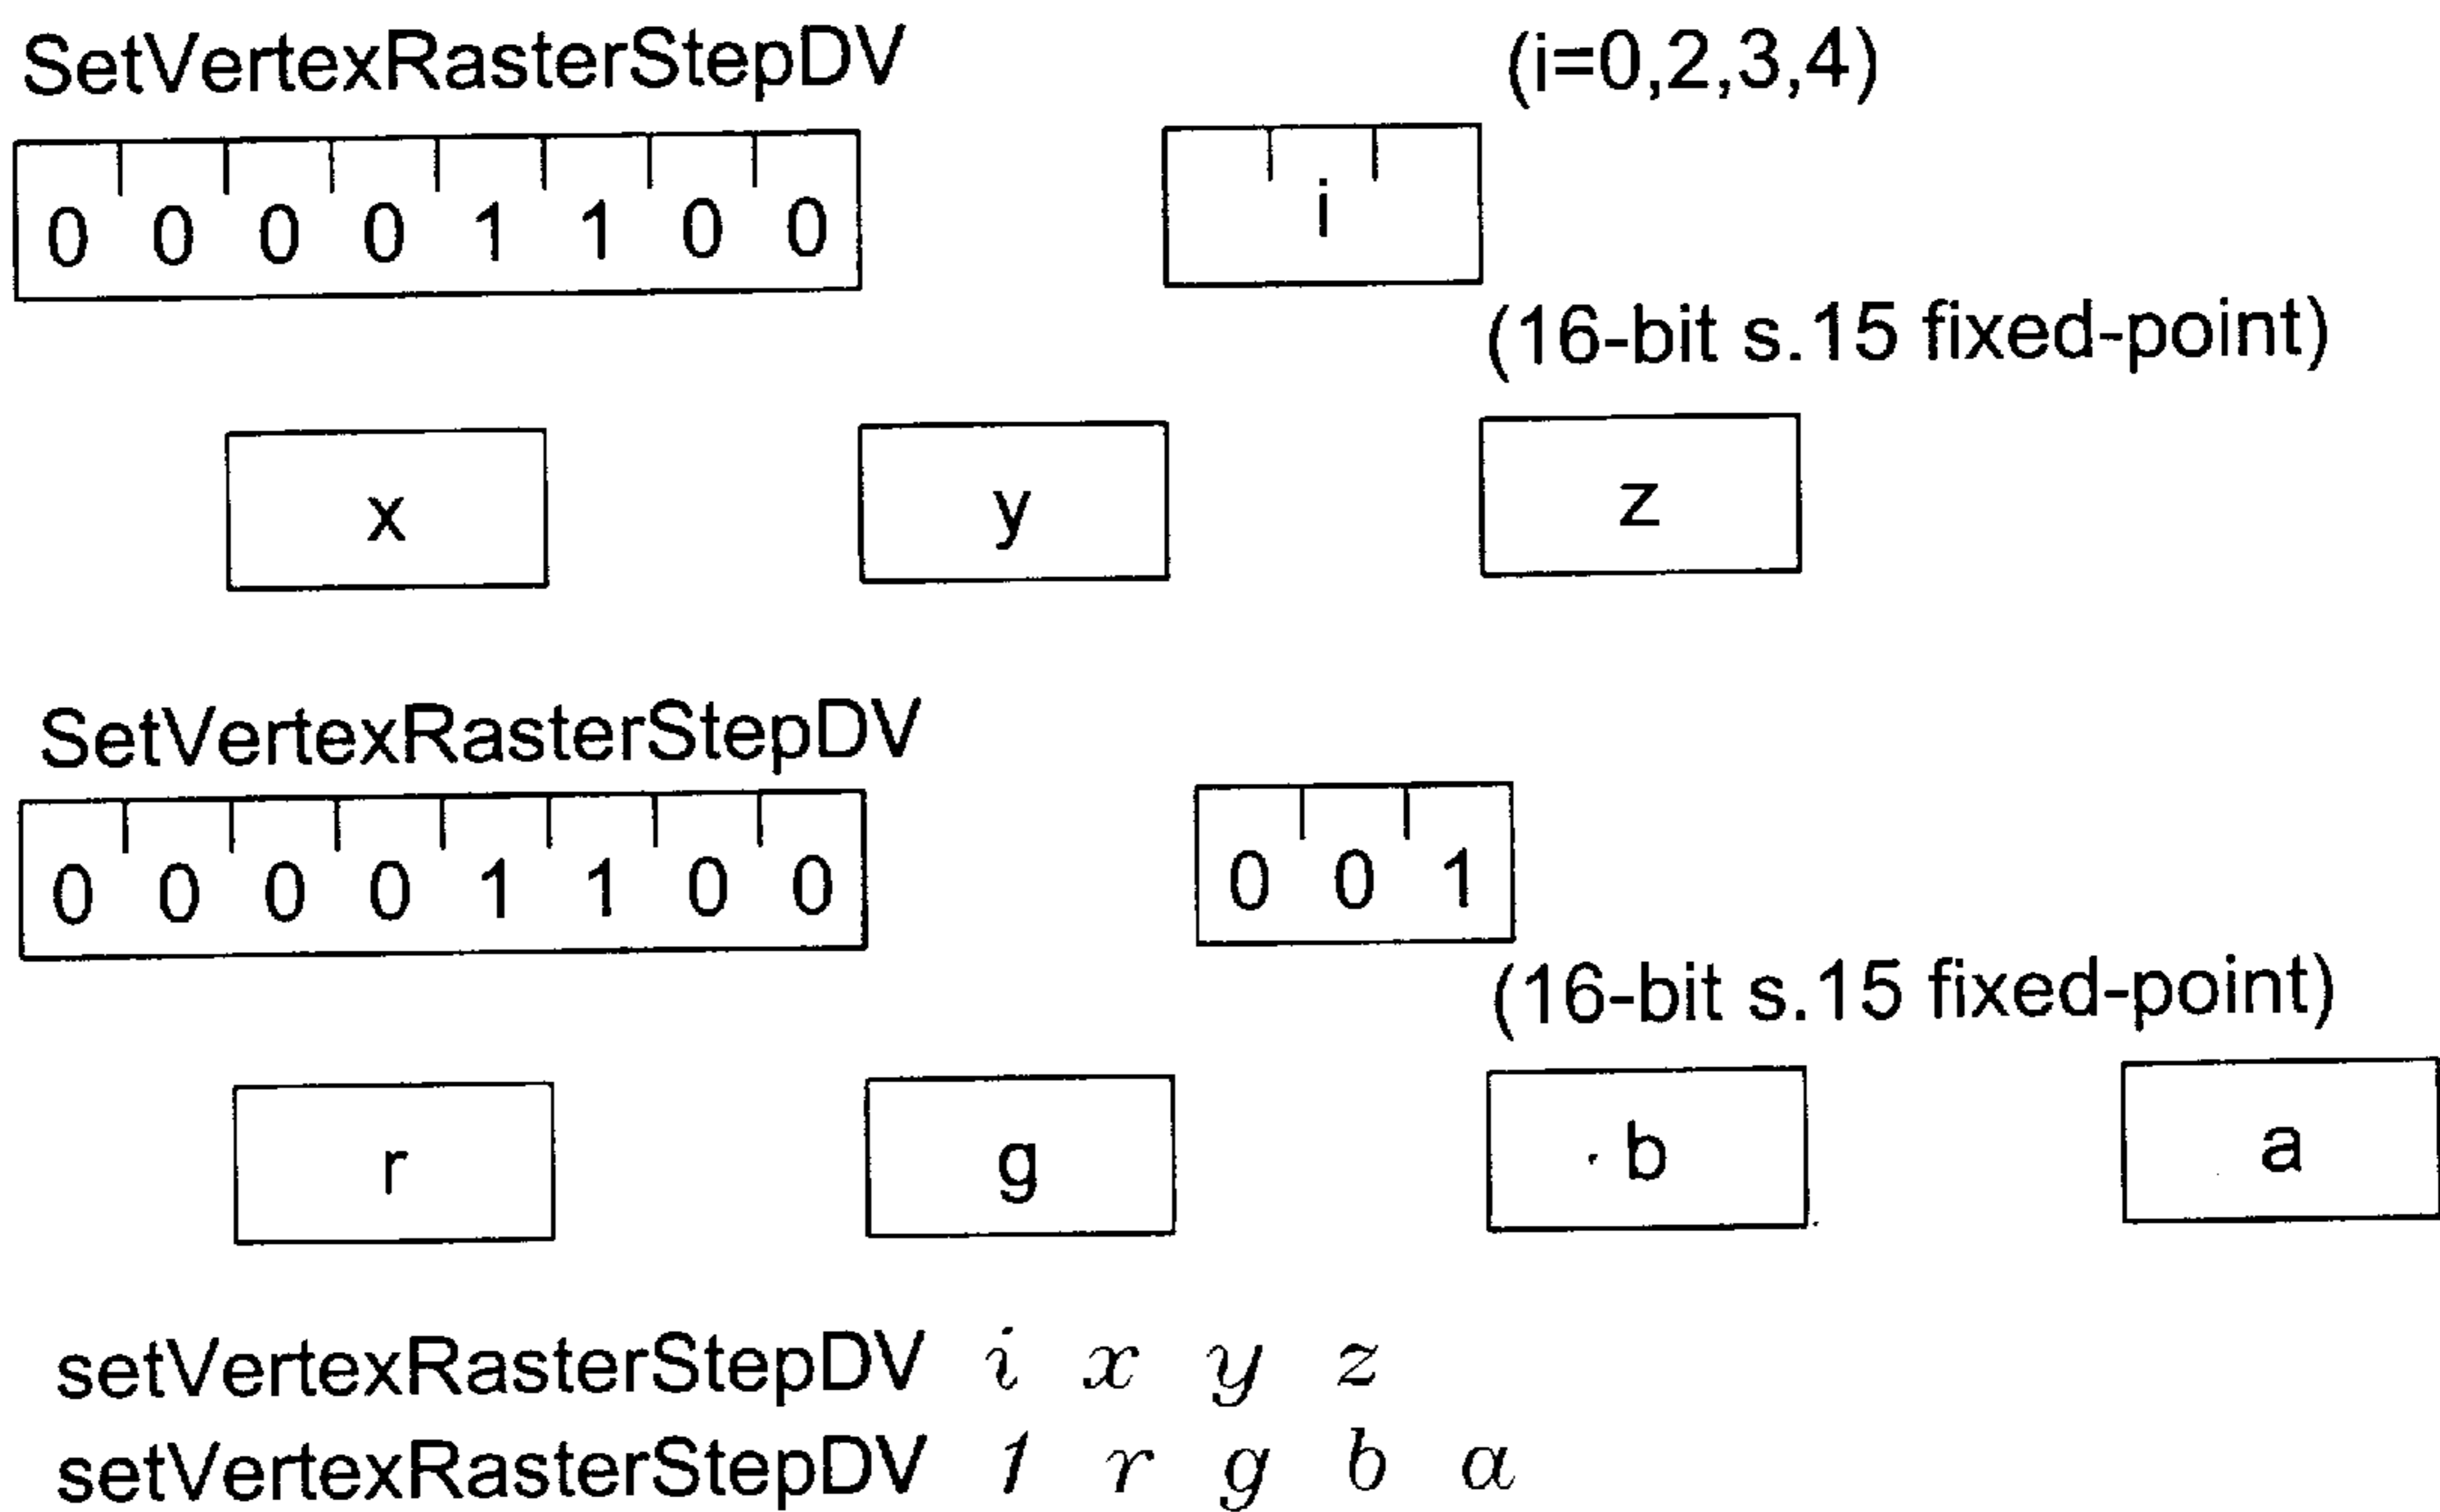 SetVertexRasterStepDV (i=0,2,3,4)
0 0 0 0 1 1 0 0 i
(16-bit s.15 fixed-point)
x y z
SetVertexRasterStepDV
0 0 0 0 1 1 0 0 0 0 1
(16-bit s.15 fixed-point)
r g b a
setVertexRasterStepDV i x y z
setVertexRasterStepDV 1 r g b a